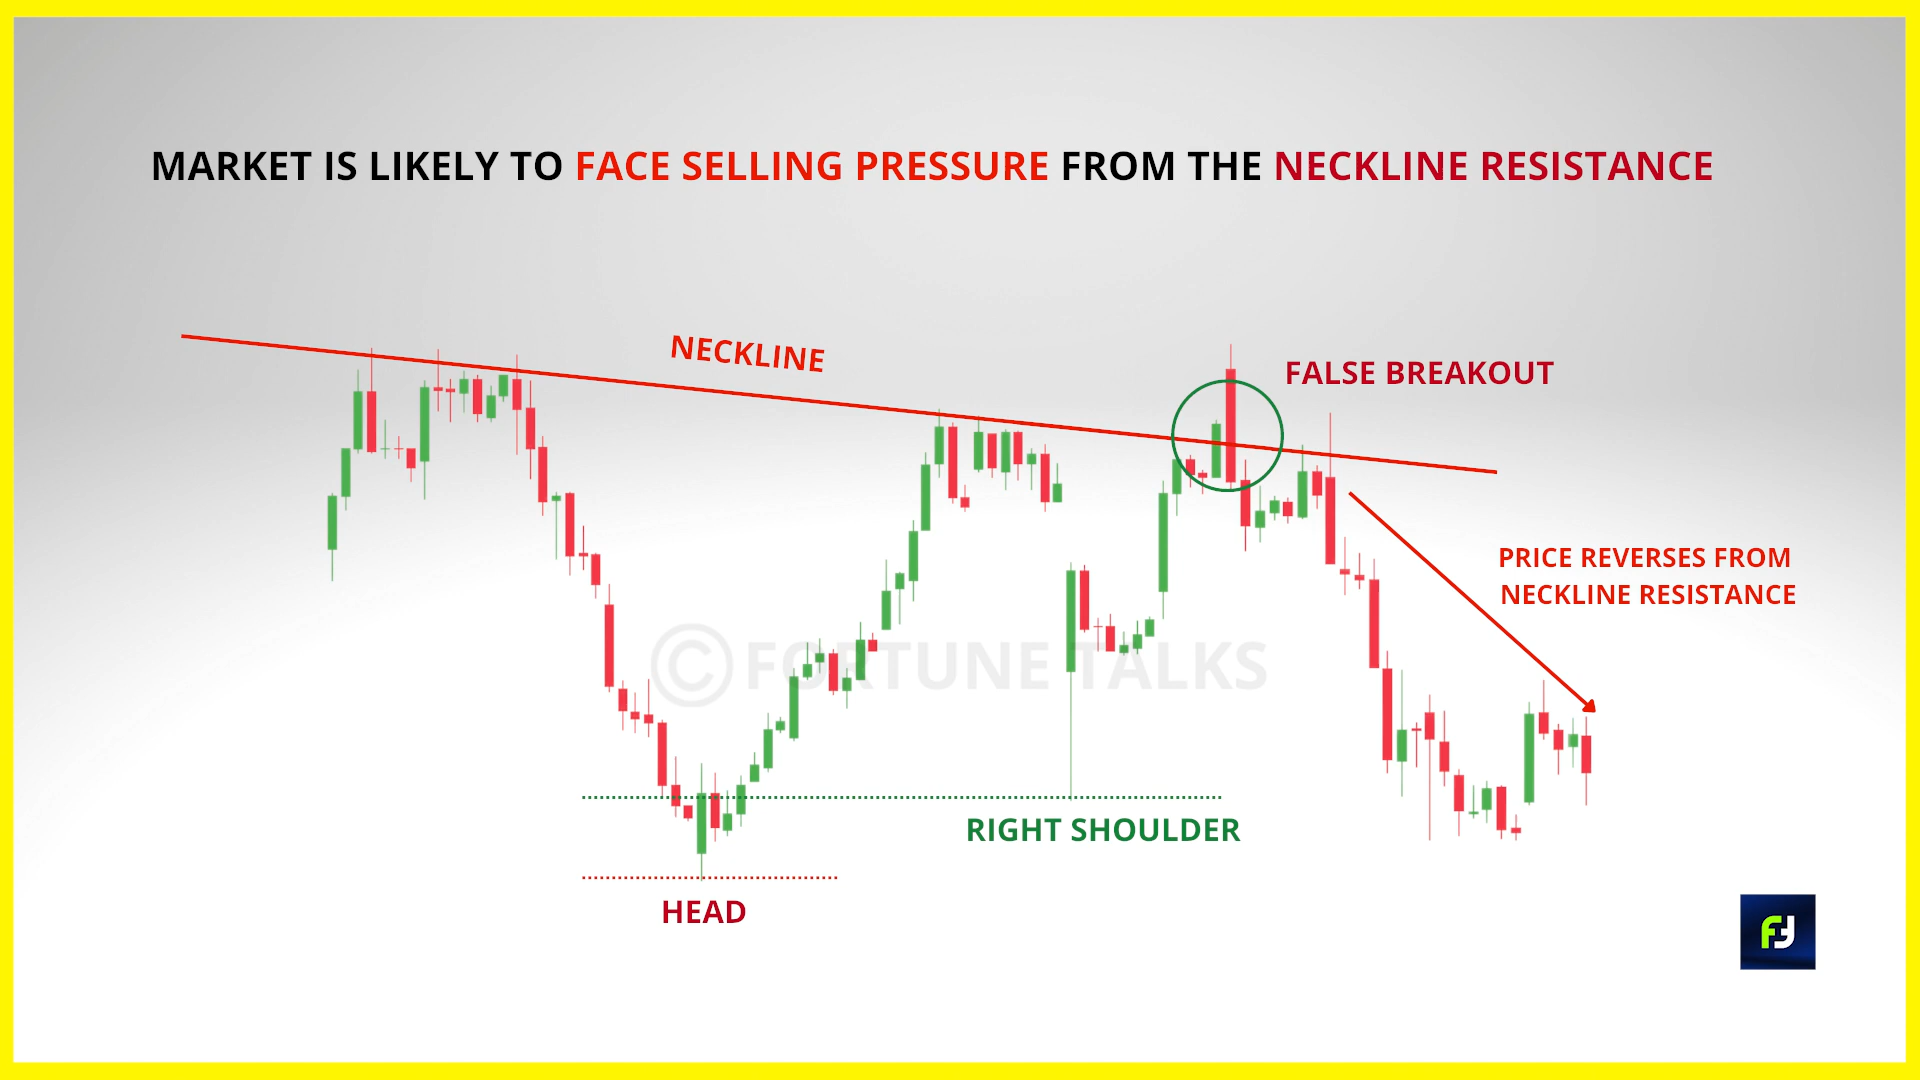 MARKET IS LIKELY TO FACE SELLING PRESSURE FROM THE NECKLINE RESISTANCE
NECKLINE
FALSE BREAKOUT
PRICE REVERSES FROM
NECKLINE RESISTANCE
© FORTUNE TALKS
RIGHT SHOULDER
HEAD